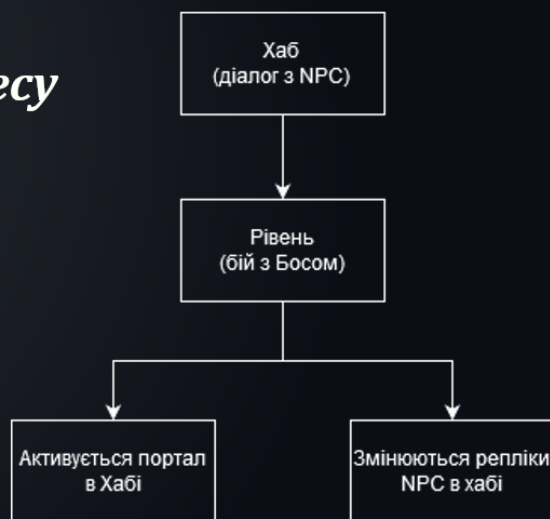 есу
Хаб
(діалог з NPC)
Рівень
(бій з Босом)
Активується портал
в Хабі
Змінюються репліки
NPC в хабі